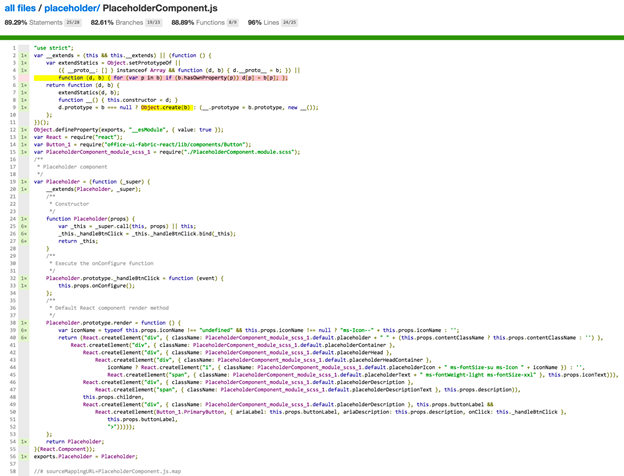 all files / placeholder/ PlaceholderComponent.js
89.29% Statements 25/28 82.61% Branches 19/23 88.89% Functions 8/9 96% Lines 24/25
1 "use strict";
2 1× var __extends = (this && this.__extends) || (function () {
3 1× var extendStatics = Object.setPrototypeOf ||
4 1× ({ __proto__: [] } instanceof Array && function (d, b) { d.__proto__ = b; }) ||
5 function (d, b) { for (var p in b) if (b.hasOwnProperty(p)) d[p] = b[p]; };
6 1× return function (d, b) {
7 1× extendStatics(d, b);
8 1× function __() { this.constructor = d; }
9 1× d.prototype = b === null ? Object.create(b) : (__.prototype = b.prototype, new __());
10 };
11 })();
12 1× Object.defineProperty(exports, "__esModule", { value: true });
13 1× var React = require("react");
14 1× var Button_1 = require("office-ui-fabric-react/lib/components/Button");
15 1× var PlaceholderComponent_module_scss_1 = require("./PlaceholderComponent.module.scss");
16 /**
17 * Placeholder component
18 */
19 1× var Placeholder = (function (_super) {
20 1× __extends(Placeholder, _super);
21 /**
22 * Constructor
23 */
24 1× function Placeholder(props) {
25 6× var _this = _super.call(this, props) || this;
26 6× _this._handleBtnClick = _this._handleBtnClick.bind(_this);
27 6× return _this;
28 }
29 /**
30 * Execute the onConfigure function
31 */
32 1× Placeholder.prototype._handleBtnClick = function (event) {
33 1× this.props.onConfigure();
34 };
35 /**
36 * Default React component render method
37 */
38 1× Placeholder.prototype.render = function () {
39 6× var iconName = typeof this.props.iconName !== "undefined" && this.props.iconName !== null ? "ms-Icon--" + this.props.iconName : '';
40 6× return (React.createElement("div", { className: PlaceholderComponent_module_scss_1.default.placeholder + " " + (this.props.contentClassName ? this.props.contentClassName : '') },
41 React.createElement("div", { className: PlaceholderComponent_module_scss_1.default.placeholderContainer },
42 React.createElement("div", { className: PlaceholderComponent_module_scss_1.default.placeholderHead },
43 React.createElement("div", { className: PlaceholderComponent_module_scss_1.default.placeholderHeadContainer },
44 iconName ? React.createElement("i", { className: PlaceholderComponent_module_scss_1.default.placeholderIcon + " ms-fontSize-su ms-Icon " + iconName }) : '',
45 React.createElement("span", { className: PlaceholderComponent_module_scss_1.default.placeholderText + " ms-fontWeight-light ms-fontSize-xxl" }, this.props.iconText))),
46 React.createElement("div", { className: PlaceholderComponent_module_scss_1.default.placeholderDescription },
47 React.createElement("span", { className: PlaceholderComponent_module_scss_1.default.placeholderDescriptionText }, this.props.description)),
48 this.props.children,
49 React.createElement("div", { className: PlaceholderComponent_module_scss_1.default.placeholderDescription }, this.props.buttonLabel &&
50 React.createElement(Button_1.PrimaryButton, { ariaLabel: this.props.buttonLabel, ariaDescription: this.props.description, onClick: this._handleBtnClick },
51 this.props.buttonLabel,
52 ">")))));
53 };
54 1× return Placeholder;
55 }(React.Component));
56 1× exports.Placeholder = Placeholder;
57
58 //# sourceMappingURL=PlaceholderComponent.js.map